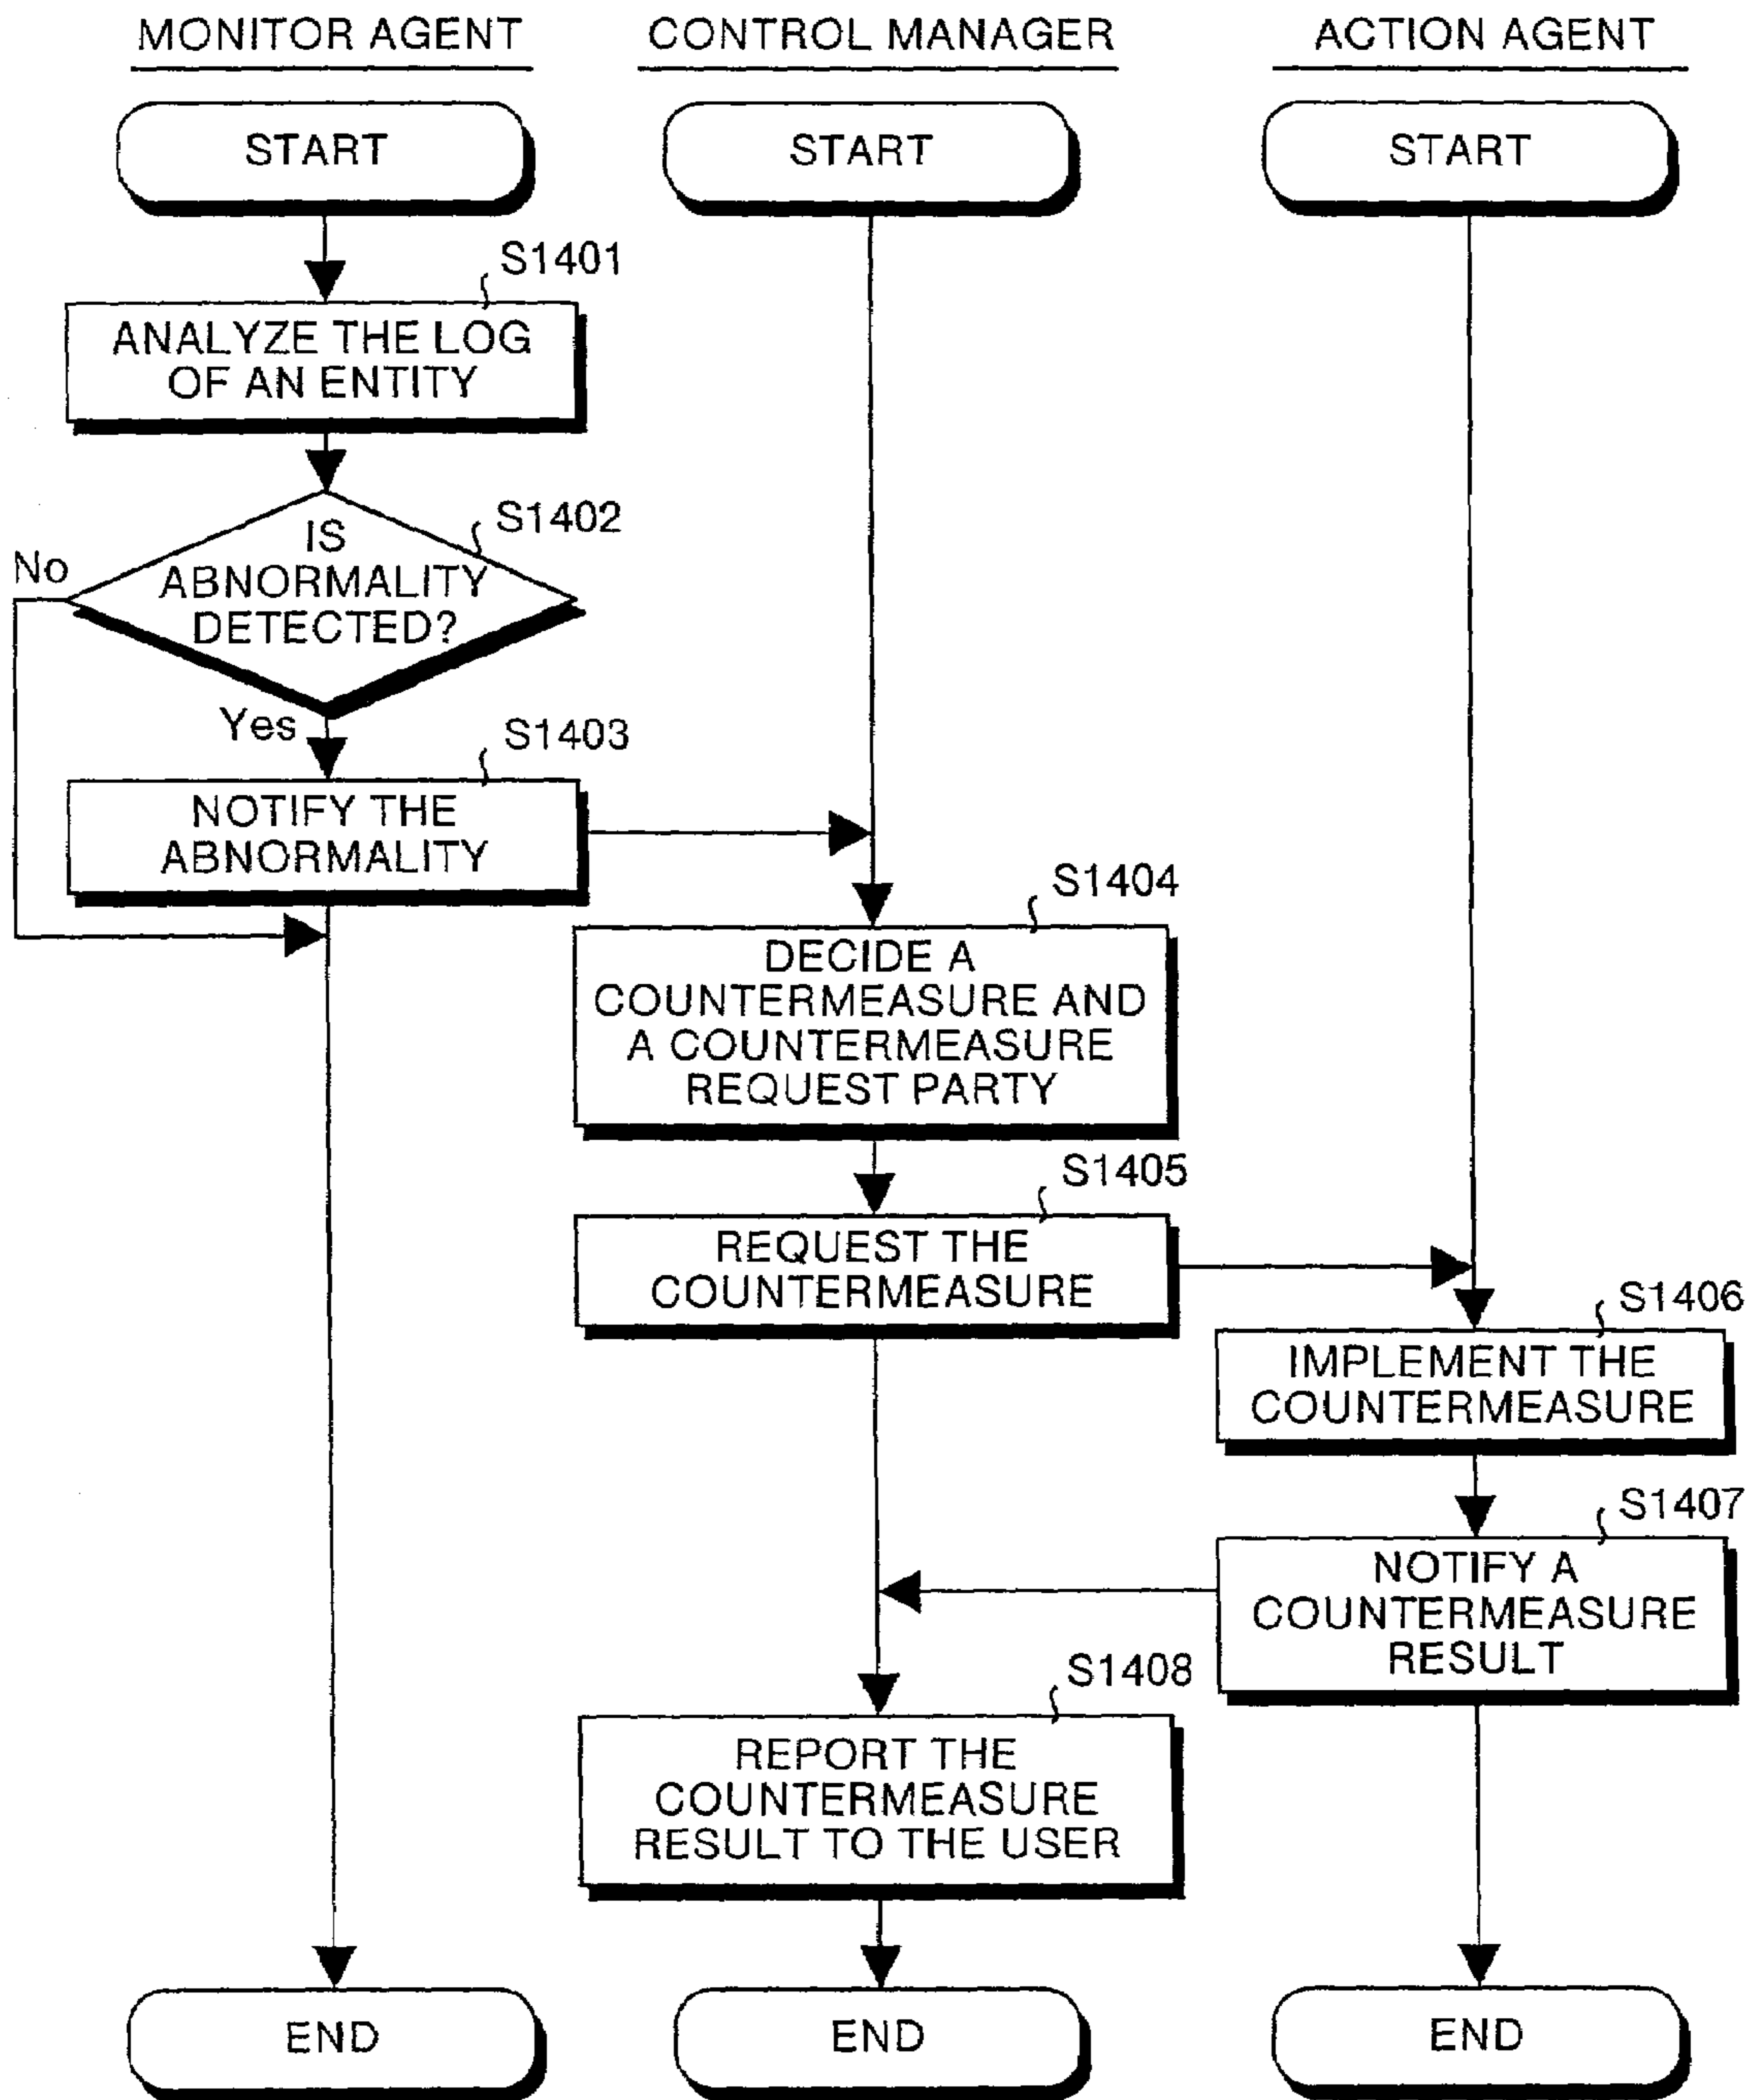 MONITOR AGENT
CONTROL MANAGER
ACTION AGENT
START
START
START
S1401
ANALYZE THE LOG
OF AN ENTITY
S1402
IS
ABNORMALITY
DETECTED?
No
Yes
S1403
NOTIFY THE
ABNORMALITY
S1404
DECIDE A
COUNTERMEASURE AND
A COUNTERMEASURE
REQUEST PARTY
S1405
REQUEST THE
COUNTERMEASURE
S1406
IMPLEMENT THE
COUNTERMEASURE
S1407
NOTIFY A
COUNTERMEASURE
RESULT
S1408
REPORT THE
COUNTERMEASURE
RESULT TO THE USER
END
END
END